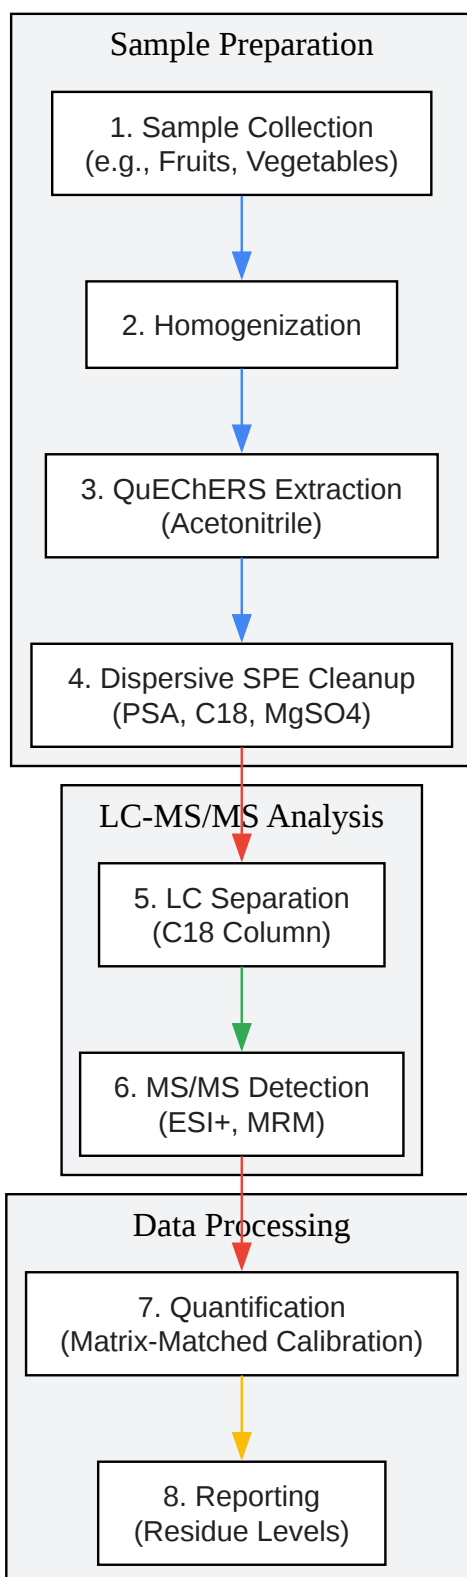 Sample Preparation
1. Sample Collection
(e.g., Fruits, Vegetables)
2. Homogenization
3. QuEChERS Extraction
(Acetonitrile)
4. Dispersive SPE Cleanup
(PSA, C18, MgSO4)
LC-MS/MS Analysis
5. LC Separation
(C18 Column)
6. MS/MS Detection
(ESI+, MRM)
Data Processing
7. Quantification
(Matrix-Matched Calibration)
8. Reporting
(Residue Levels)